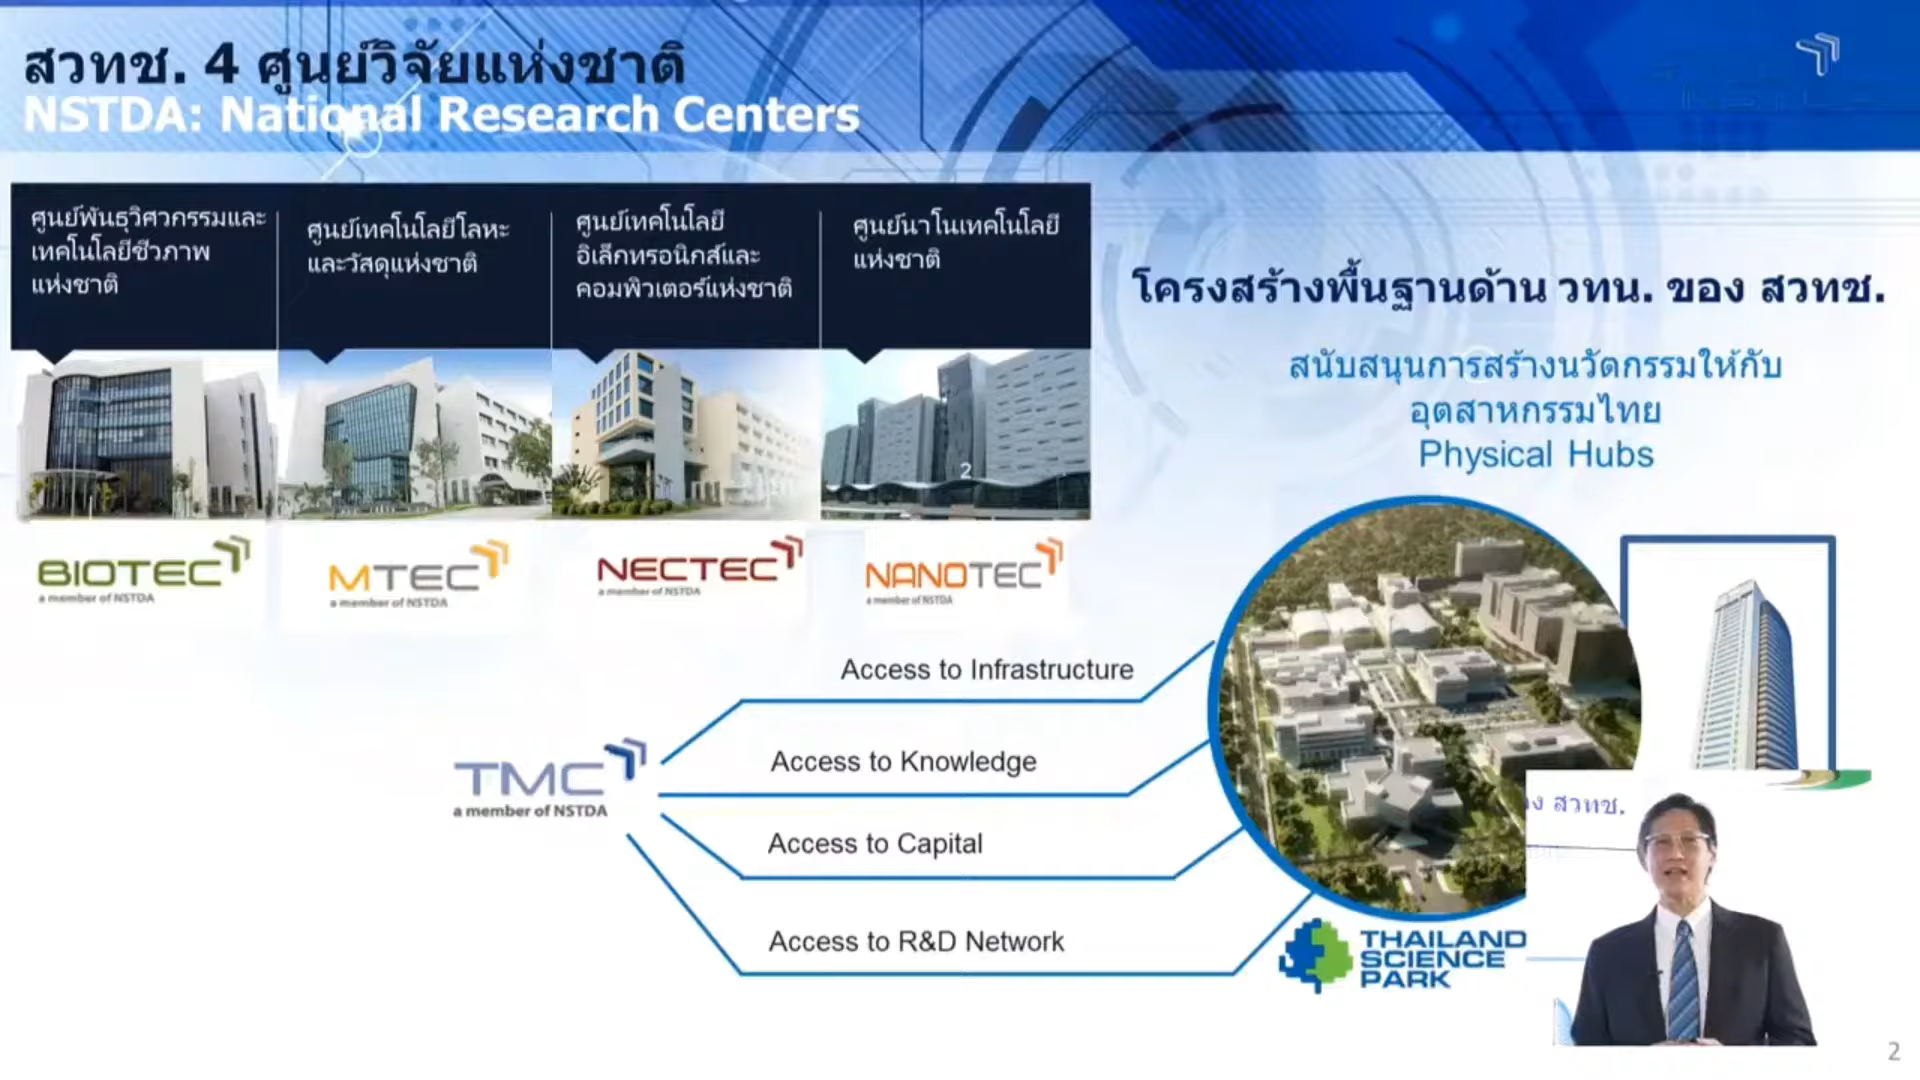 สวทช. 4 ศูนย์วิจัยแห่งชาติ
NSTDA: National Research Centers
ศูนย์พันธุวิศวกรรมและ
เทคโนโลยีชีวภาพ
แห่งชาติ
ศูนย์เทคโนโลยีโลหะ
และวัสดุแห่งชาติ
ศูนย์เทคโนโลยี
อิเล็กทรอนิกส์และ
คอมพิวเตอร์แห่งชาติ
ศูนย์นาโนเทคโนโลยี
แห่งชาติ
2
BIOTEC
a member of NSTDA
MTEC
a member of NSTDA
NECTEC
a member of NSTDA
NANOTEC
a member of NSTDA
โครงสร้างพื้นฐานด้าน วทน. ของ สวทช.
สนับสนุนการสร้างนวัตกรรมให้กับ
อุตสาหกรรมไทย
Physical Hubs
TMC
a member of NSTDA
Access to Infrastructure
Access to Knowledge
Access to Capital
Access to R&D Network
THAILAND
SCIENCE
PARK
สวทช.
2